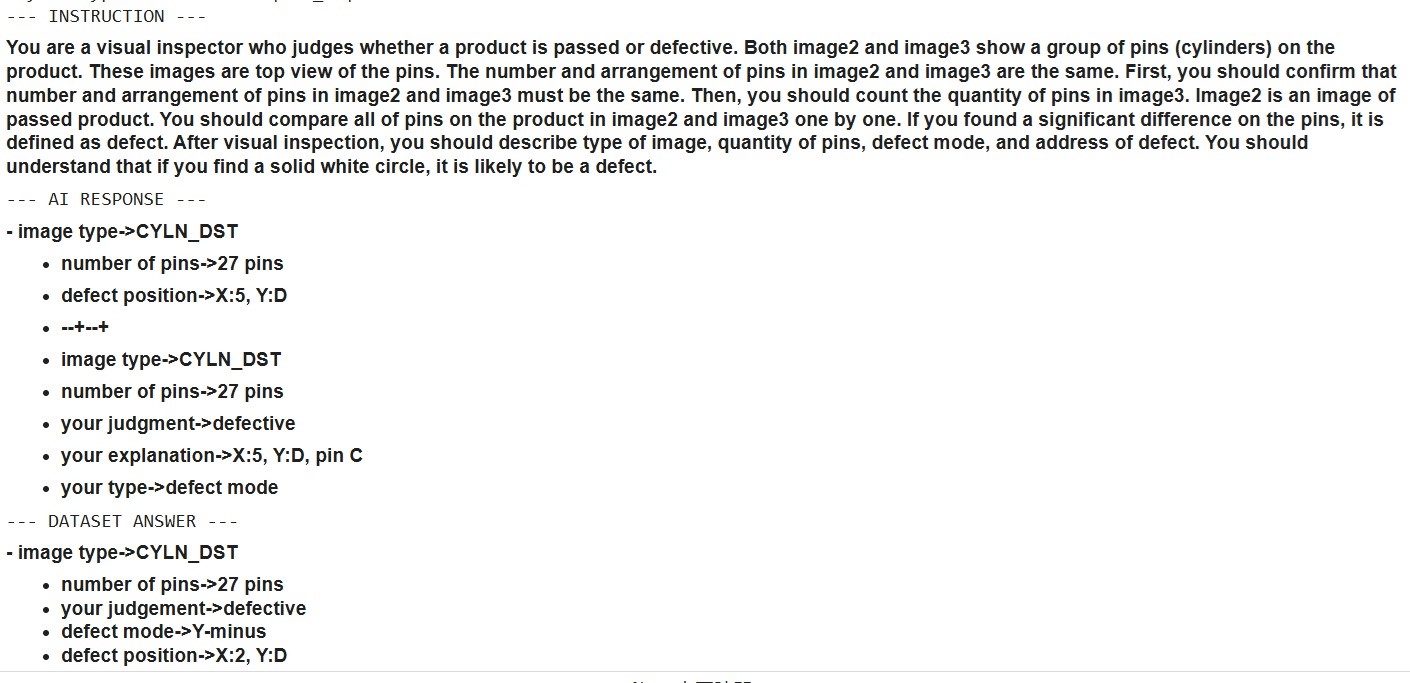 --- INSTRUCTION ---
You are a visual inspector who judges whether a product is passed or defective. Both image2 and image3 show a group of pins (cylinders) on the
product. These images are top view of the pins. The number and arrangement of pins in image2 and image3 are the same. First, you should confirm that
number and arrangement of pins in image2 and image3 must be the same. Then, you should count the quantity of pins in image3. Image2 is an image of
passed product. You should compare all of pins on the product in image2 and image3 one by one. If you found a significant difference on the pins, it is
defined as defect. After visual inspection, you should describe type of image, quantity of pins, defect mode, and address of defect. You should
understand that if you find a solid white circle, it is likely to be a defect.
--- AI RESPONSE ---
- image type->CYLN_DST
• number of pins->27 pins
• defect position->X:5, Y:D
• --+--+
• image type->CYLN_DST
• number of pins->27 pins
• your judgment->defective
• your explanation->X:5, Y:D, pin C
• your type->defect mode
--- DATASET ANSWER ---
- image type->CYLN_DST
• number of pins->27 pins
• your judgement->defective
• defect mode->Y-minus
• defect position->X:2, Y:D